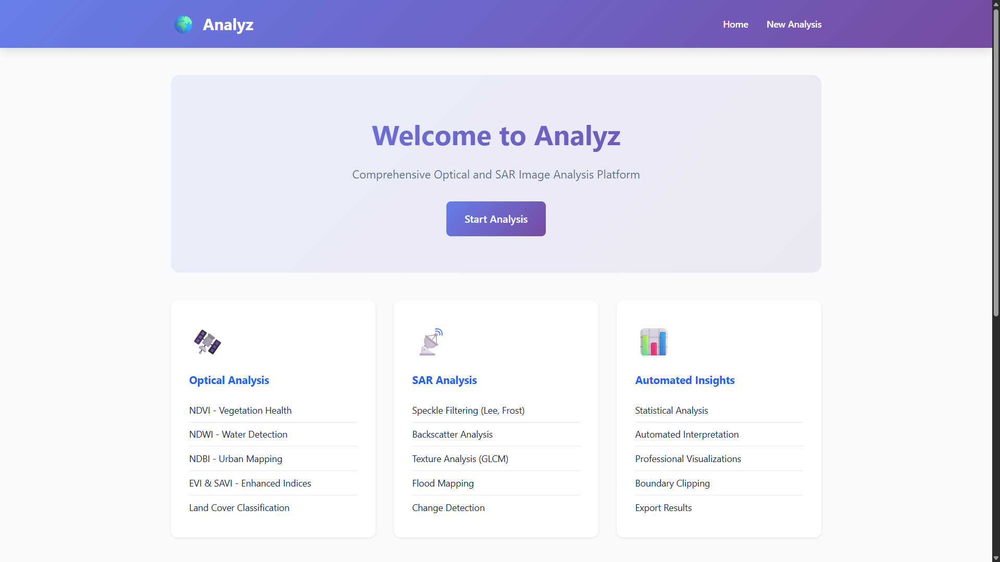 Analyz
Home
New Analysis
Welcome to Analyz
Comprehensive Optical and SAR Image Analysis Platform
Start Analysis
Optical Analysis
NDVI - Vegetation Health
NDWI - Water Detection
NDBI - Urban Mapping
EVI & SAVI - Enhanced Indices
Land Cover Classification
SAR Analysis
Speckle Filtering (Lee, Frost)
Backscatter Analysis
Texture Analysis (GLCM)
Flood Mapping
Change Detection
Automated Insights
Statistical Analysis
Automated Interpretation
Professional Visualizations
Boundary Clipping
Export Results